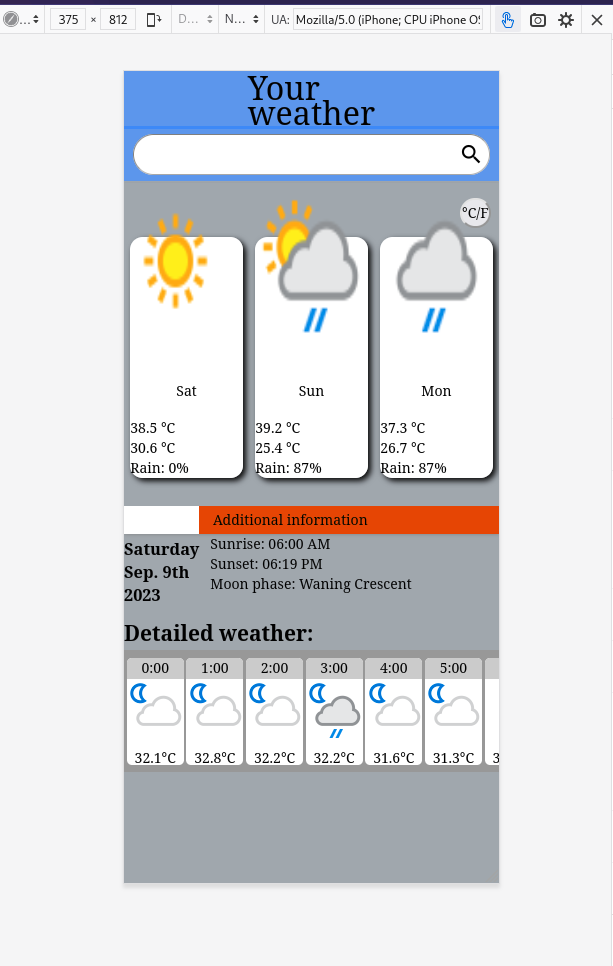 ... 375 × 812 D... N... UA: Mozilla/5.0 (iPhone; CPU iPhone OS
Your
weather
°C/F
Sat Sun Mon
38.5 °C 39.2 °C 37.3 °C
30.6 °C 25.4 °C 26.7 °C
Rain: 0% Rain: 87% Rain: 87%
Additional information
Saturday
Sep. 9th
2023
Sunrise: 06:00 AM
Sunset: 06:19 PM
Moon phase: Waning Crescent
Detailed weather:
0:00 1:00 2:00 3:00 4:00 5:00
32.1°C 32.8°C 32.2°C 32.2°C 31.6°C 31.3°C 3